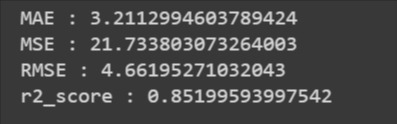 MAE : 3.2112994603789424
MSE : 21.733803073264003
RMSE : 4.66195271032043
r2_score : 0.85199593997542